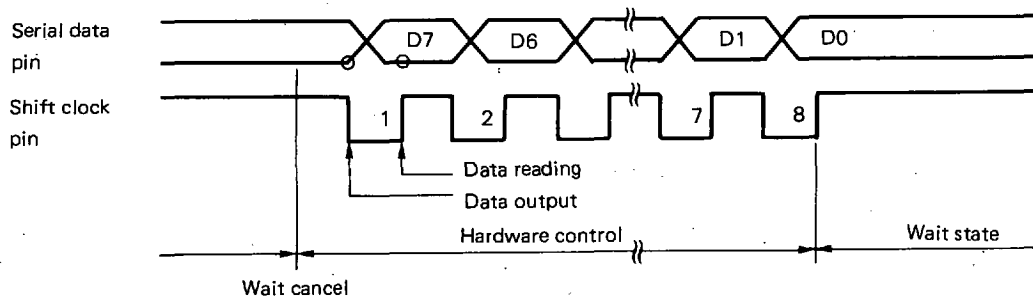 Serial data
pin
D7
D6
D1
D0
Shift clock
pin
1
2
7
8
Data reading
Data output
Hardware control
Wait state
Wait cancel